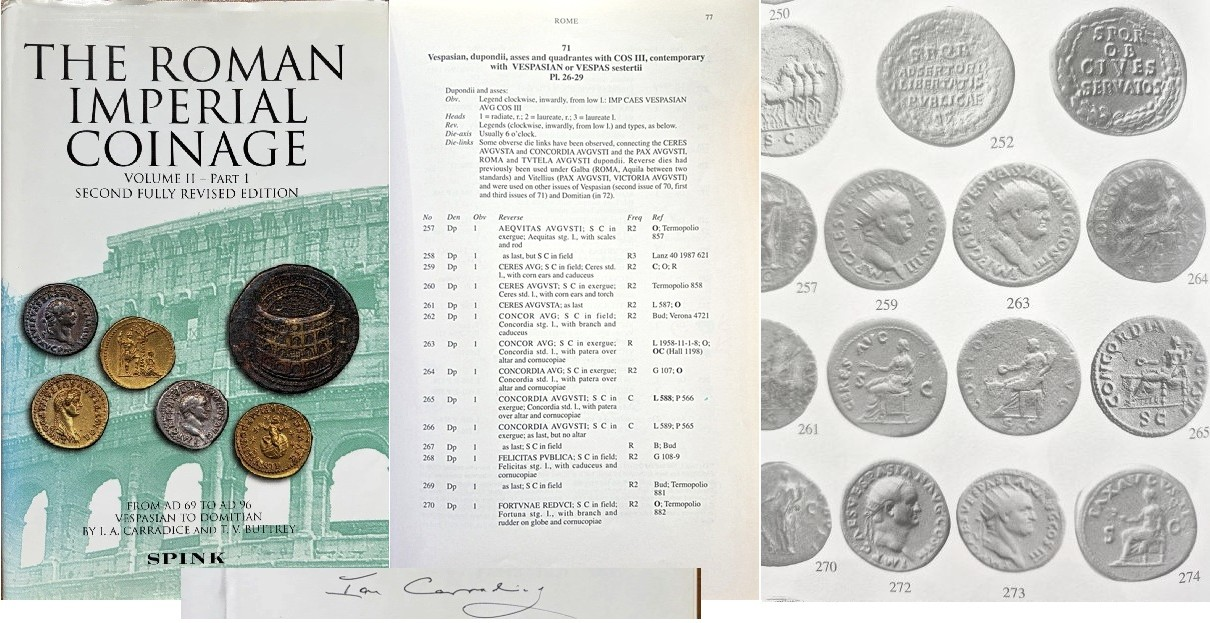 THE ROMAN
IMPERIAL
COINAGE
VOLUME II – PART 1
SECOND FULLY REVISED EDITION
FROM AD 69 TO AD 96
VESPASIAN TO DOMITIAN
BY I. A. CARRADICE AND T. V. BUTTREY
SPINK
ROME
77
71
Vespasian, dupondii, asses and quadrantes with COS III, contemporary
with VESPASIAN or VESPAS sestertii
Pl. 26-29
Dupondii and asses:
Obv. Legend clockwise, inwardly, from low l.: IMP CAES VESPASIAN
AVG COS III
Heads 1 = radiate, r.; 2 = laureate, r.; 3 = laureate l.
Rev. Legends (clockwise, inwardly, from low l.) and types, as below.
Die-axis Usually 6 o'clock.
Die-links Some obverse die links have been observed, connecting the CERES
AVGVSTA and CONCORDIA AVGVSTI and the PAX AVGVSTI,
ROMA and TVTELA AVGVSTI dupondii. Reverse dies had
previously been used under Galba (ROMA, Aquila between two
standards) and Vitellius (PAX AVGVSTI, VICTORIA AVGVSTI)
and were used on other issues of Vespasian (second issue of 70, first
and third issues of 71) and Domitian (in 72).
No Den Obv Reverse Freq Ref
257 Dp 1 AEQVITAS AVGVSTI; S C in R2 O; Termopolio
exergue; Aequitas stg. l., with scales 857
and rod
258 Dp 1 as last, but S C in field R3 Lanz 40 1987 621
259 Dp 1 CERES AVG; S C in field; Ceres std. R2 C; O; R
l., with corn ears and caduceus
260 Dp 1 CERES AVGVST; S C in exergue; R2 Termopolio 858
Ceres std. l., with corn ears and torch
261 Dp 1 CERES AVGVSTA; as last R2 L 587; O
262 Dp 1 CONCOR AVG; S C in field; R2 Bud; Verona 4721
Concordia std. l., with branch and
caduceus
263 Dp 1 CONCOR AVG; S C in exergue; R L 1958-11-1-8; O;
Concordia std. l., with patera over OC (Hall 1198)
altar and cornucopiae
264 Dp 1 CONCORDIA AVG; S C in exergue; R2 G 107; O
Concordia std. l., with patera over
altar and cornucopiae
265 Dp 1 CONCORDIA AVGVSTI; S C in C L 588; P 566
exergue; Concordia std. l., with patera
over altar and cornucopiae
266 Dp 1 CONCORDIA AVGVSTI; S C in C L 589; P 565
exergue; as last, but no altar
267 Dp 1 as last; S C in field R B; Bud
268 Dp 1 FELICITAS PVBLICA; S C in field; R2 G 108-9
Felicitas stg. l., with caduceus and
cornucopiae
269 Dp 1 as last; S C in field R2 Bud; Termopolio
881
270 Dp 1 FORTVNAE REDVCI; S C in field; R2 O; Termopolio
Fortuna stg. l., with branch and 882
rudder on globe and cornucopiae
250
S C
SPQR
ADSERTORI
LIBERTATIS
PVBLICAE
252
SPQR
OB
CIVES
SERVATOS
257
259
263
264
261
CERES AVG
CONCORDIA
SC
265
270
272
273
S C
274
Ian Carradice